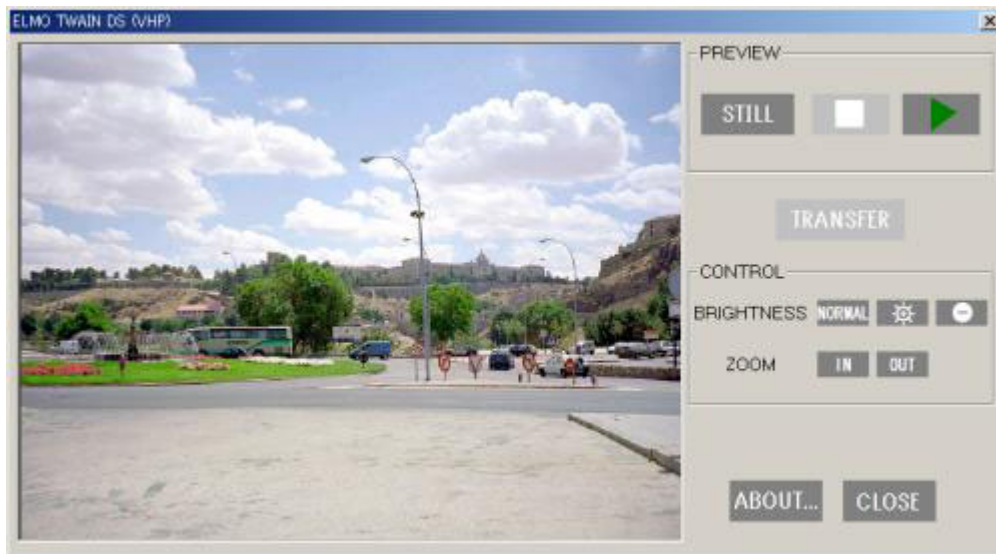 ELMO TWAIN DS (VHP)
PREVIEW
STILL
TRANSFER
CONTROL
BRIGHTNESS NORMAL
ZOOM IN OUT
ABOUT... CLOSE